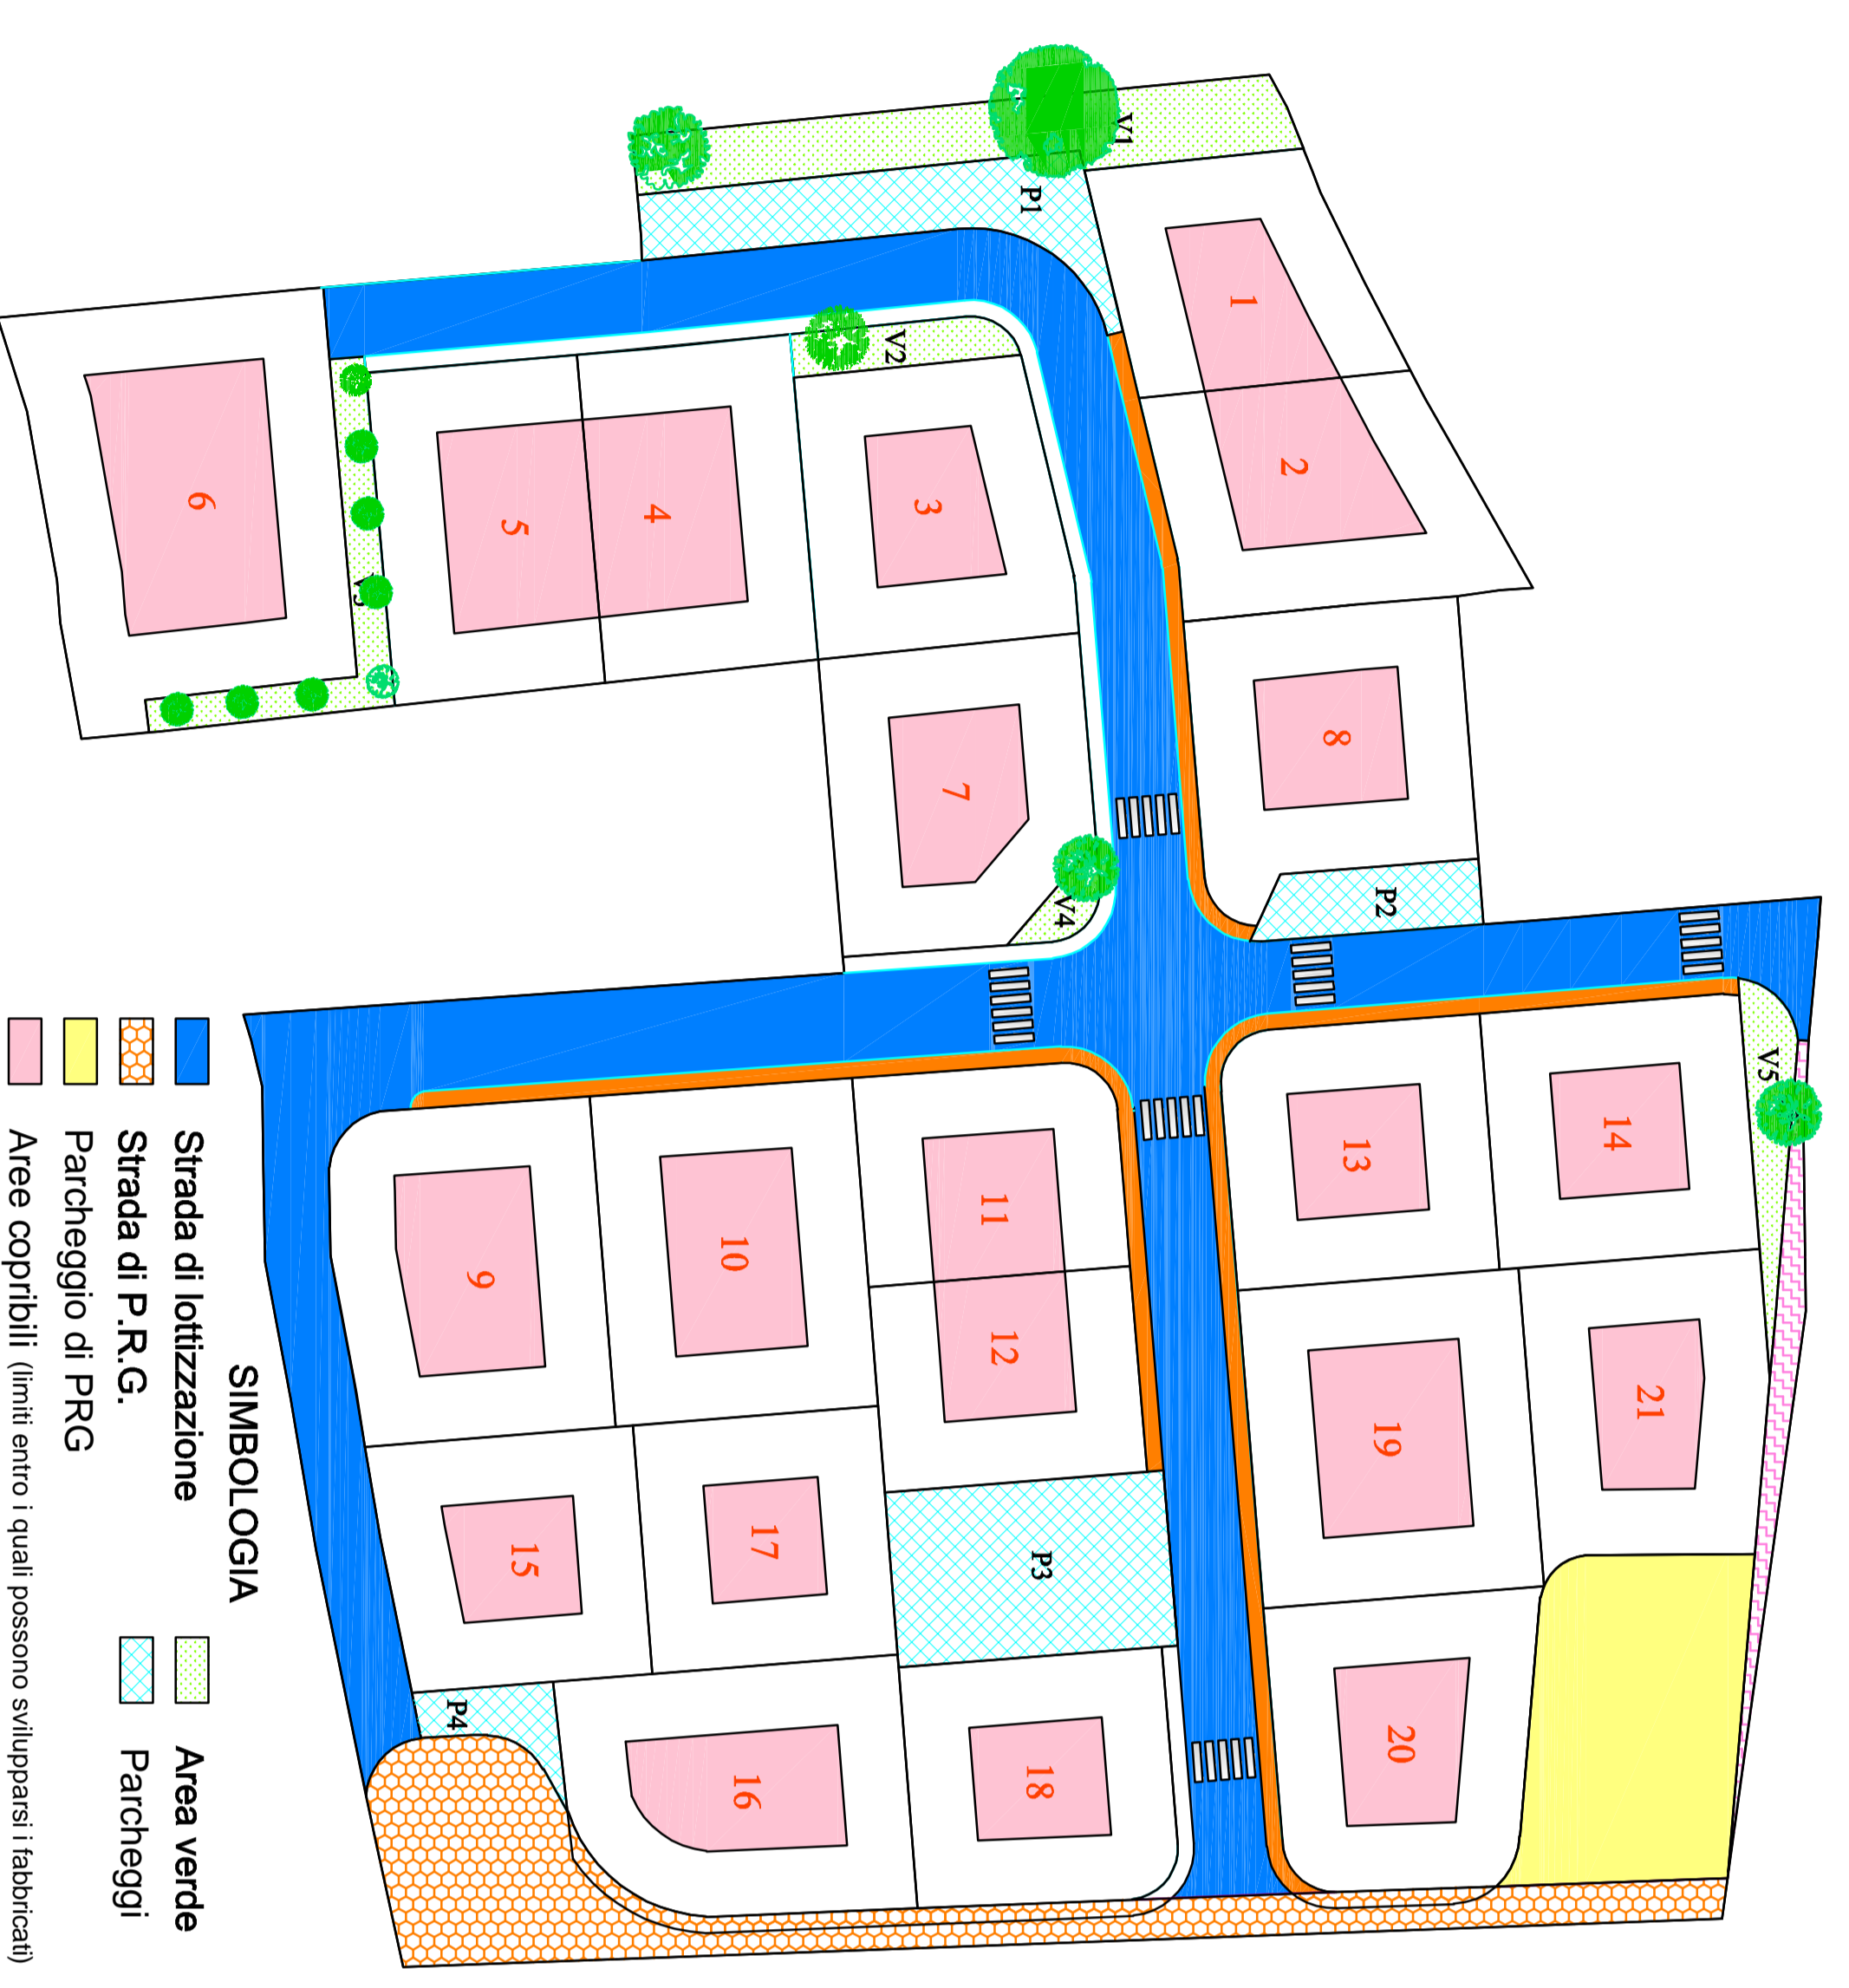 V1
P1
1
2
V2
3
4
5
6
V3
7
8
V4
P2
V5
14
13
11
10
9
12
21
19
17
15
P3
20
18
16
P4
SIMBOLOGIA
Strada di lottizzazione
Strada di P.R.G.
Parcheggio di PRG
Aree copribili (limiti entro i quali possono svilupparsi i fabbricati)
Area verde
Parcheggi